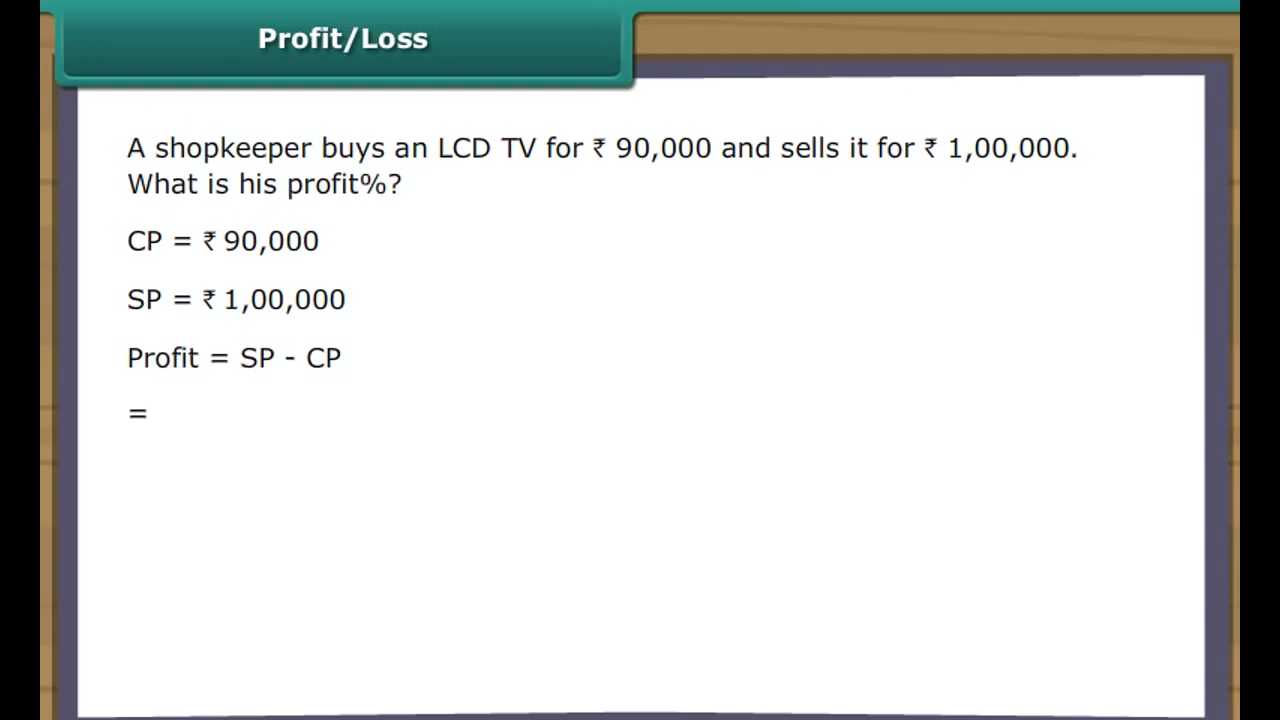 Profit/Loss
A shopkeeper buys an LCD TV for ₹ 90,000 and sells it for ₹ 1,00,000.
What is his profit%?
CP = ₹ 90,000
SP = ₹ 1,00,000
Profit = SP - CP
=